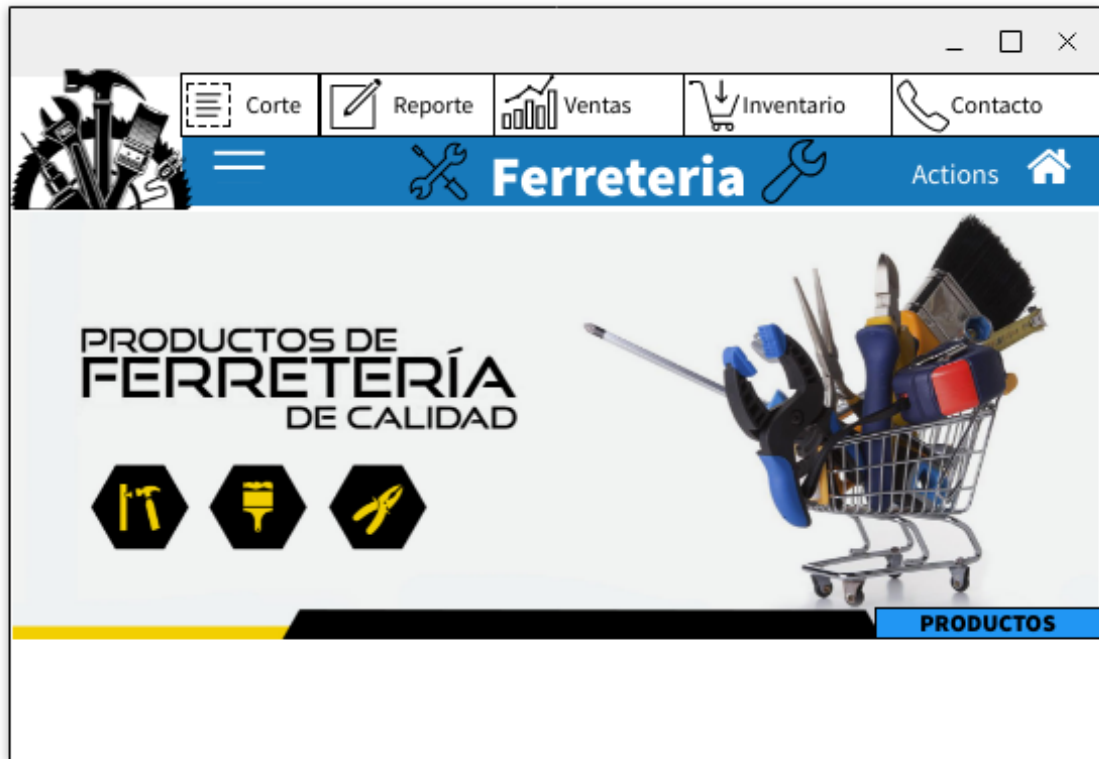 Corte Reporte Ventas Inventario Contacto
Ferreteria Actions
PRODUCTOS DE
FERRETERÍA
DE CALIDAD
PRODUCTOS